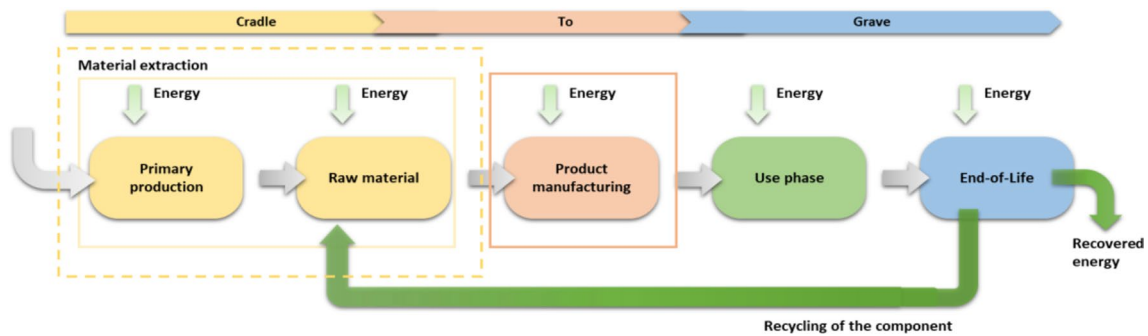 Cradle
To
Grave
Material extraction
Energy
Energy
Energy
Energy
Energy
Primary
production
Raw material
Product
manufacturing
Use phase
End-of-Life
Recovered
energy
Recycling of the component